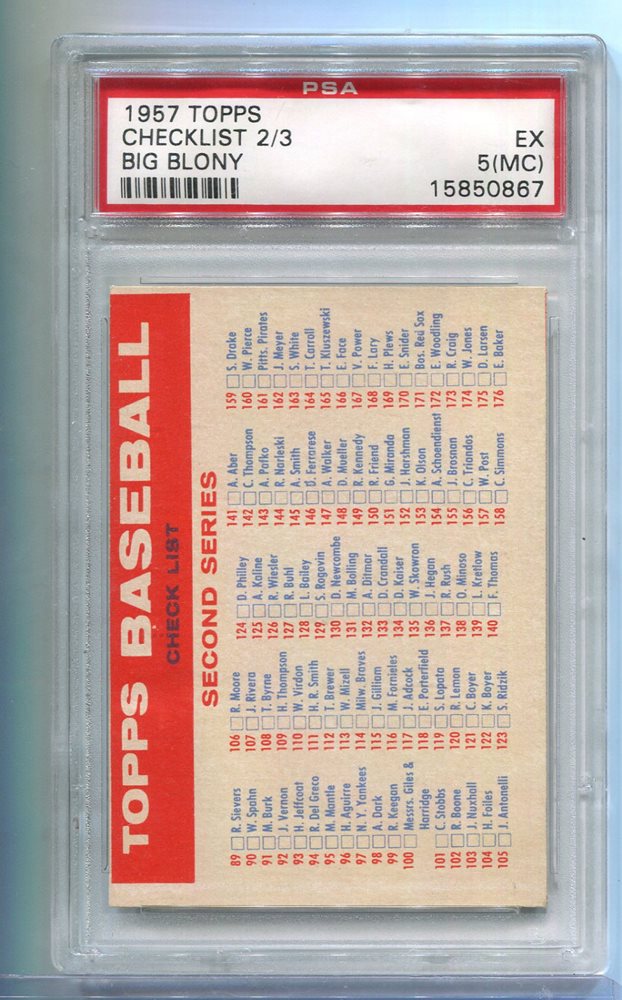 PSA
1957 TOPPS
CHECKLIST 2/3
BIG BLONY
EX
5(MC)
15850867
TOPPS BASEBALL
CHECK LIST
SECOND SERIES
89 R. Sievers
90 W. Spahn
91 M. Burk
92 J. Vernon
93 H. Jeffcoat
94 R. Del Greco
95 M. Mantle
96 H. Aguirre
97 N. Y. Yankees
98 A. Dark
99 R. Keegan
100 Messrs. Giles &
Harridge
101 C. Stobbs
102 R. Boone
103 J. Nuxhall
104 H. Foiles
105 J. Antonelli
106 R. Moore
107 J. Rivera
108 T. Byrne
109 H. Thompson
110 W. Virdon
111 H. R. Smith
112 T. Brewer
113 W. Mizell
114 Milw. Braves
115 J. Gilliam
116 M. Fornieles
117 J. Adcock
118 E. Porterfield
119 S. Lopata
120 R. Lemon
121 C. Boyer
122 K. Boyer
123 S. Ridzik
124 D. Philley
125 A. Kaline
126 R. Wiesler
127 R. Buhl
128 L. Bailey
129 S. Rogovin
130 D. Newcombe
131 M. Bolling
132 A. Ditmar
133 D. Crandall
134 D. Kaiser
135 W. Skowron
136 J. Hegan
137 R. Rush
138 O. Minoso
139 L. Kretlow
140 F. Thomas
141 A. Aber
142 C. Thompson
143 A. Pafko
144 R. Narleski
145 A. Smith
146 D. Ferrarese
147 A. Walker
148 D. Mueller
149 R. Kennedy
150 R. Friend
151 G. Miranda
152 J. Harshman
153 K. Olson
154 A. Schoendienst
155 J. Brosnan
156 C. Triandos
157 W. Post
158 C. Simmons
159 S. Drake
160 W. Pierce
161 Pitts. Pirates
162 J. Meyer
163 S. White
164 T. Carroll
165 T. Kluszewski
166 E. Face
167 V. Power
168 F. Lary
169 H. Plews
170 E. Snider
171 Bos. Red Sox
172 E. Woodling
173 R. Craig
174 W. Jones
175 D. Larsen
176 E. Baker